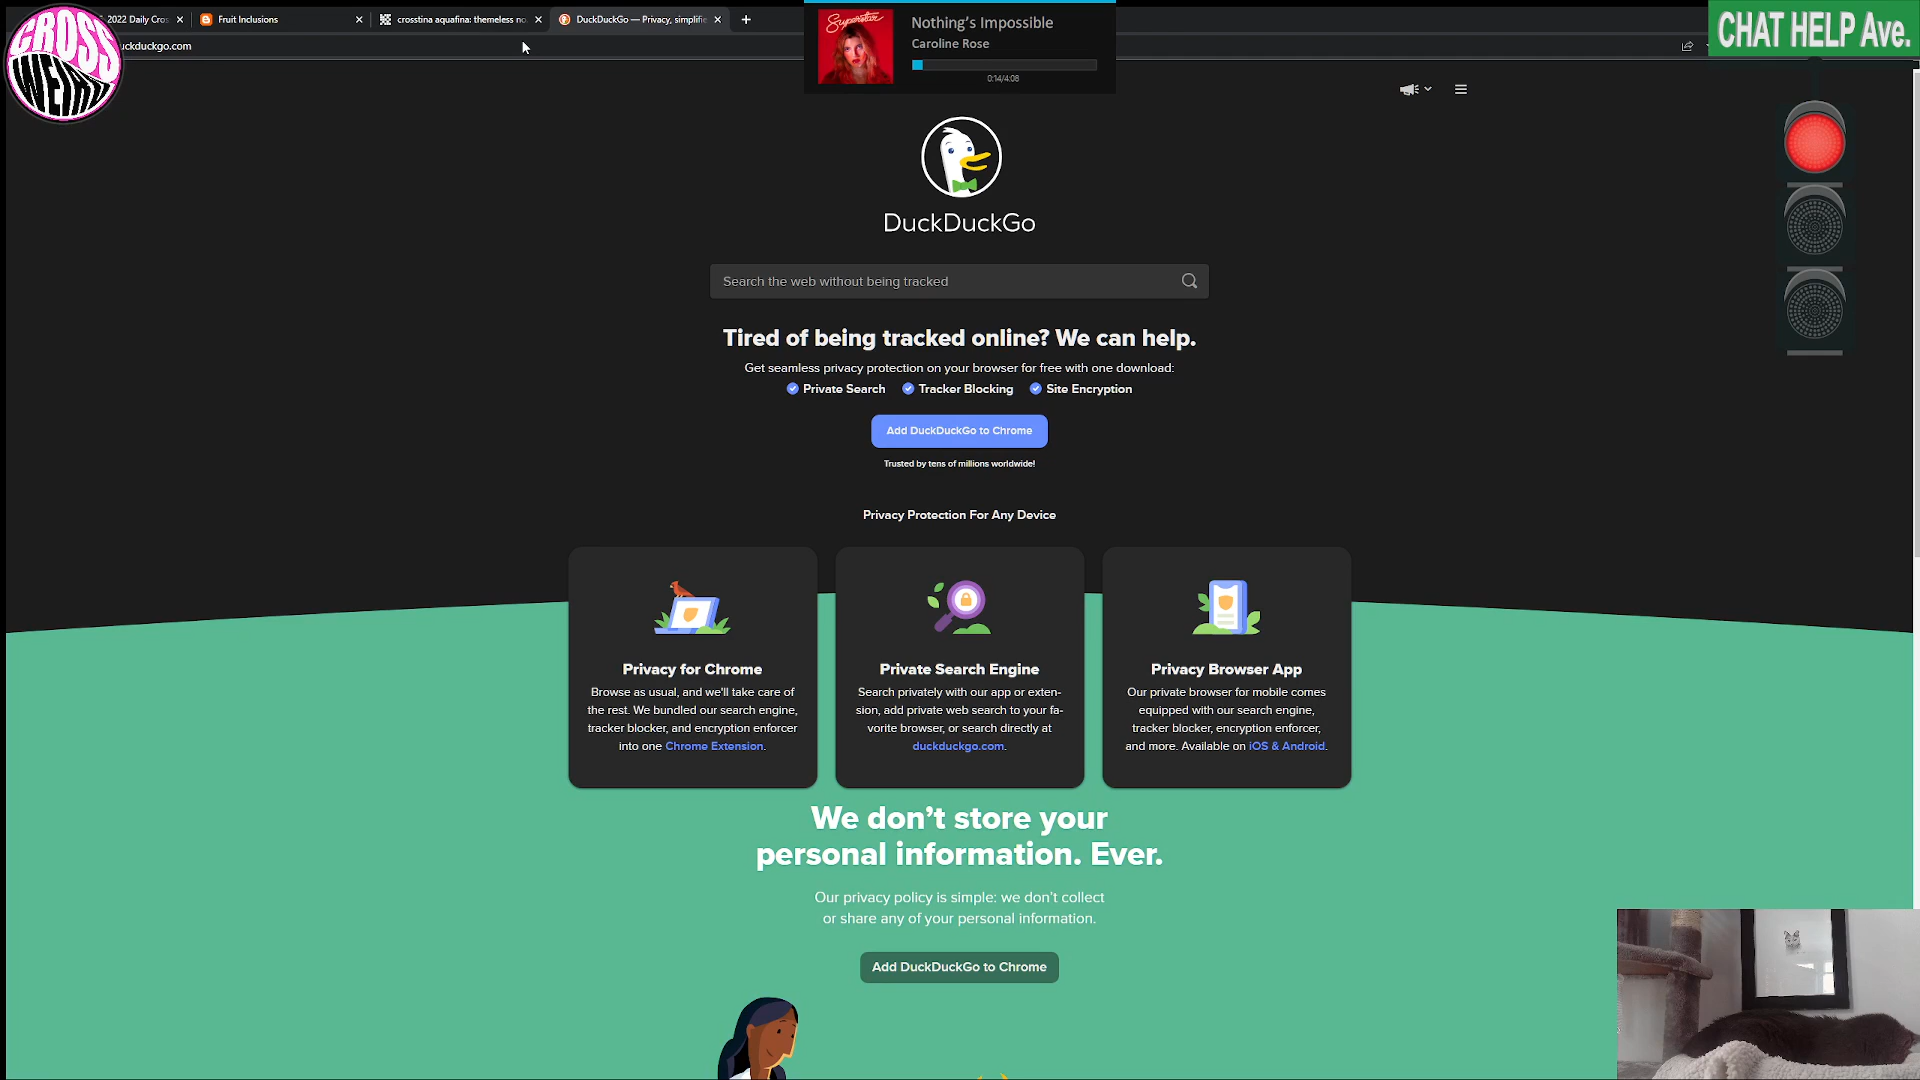 2022 Daily Cros
Fruit Inclusions
crosstina aquafina: themeless no.
DuckDuckGo — Privacy, simplifie
uckduckgo.com
CROSS
WEIRD
Superstar
Nothing's Impossible
Caroline Rose
0:14/4:08
CHAT HELP Ave.
DuckDuckGo
Search the web without being tracked
Tired of being tracked online? We can help.
Get seamless privacy protection on your browser for free with one download:
Private Search Tracker Blocking Site Encryption
Add DuckDuckGo to Chrome
Trusted by tens of millions worldwide!
Privacy Protection For Any Device
Privacy for Chrome
Browse as usual, and we'll take care of
the rest. We bundled our search engine,
tracker blocker, and encryption enforcer
into one Chrome Extension.
Private Search Engine
Search privately with our app or exten-
sion, add private web search to your fa-
vorite browser, or search directly at
duckduckgo.com.
Privacy Browser App
Our private browser for mobile comes
equipped with our search engine,
tracker blocker, encryption enforcer,
and more. Available on iOS & Android.
We don't store your
personal information. Ever.
Our privacy policy is simple: we don't collect
or share any of your personal information.
Add DuckDuckGo to Chrome